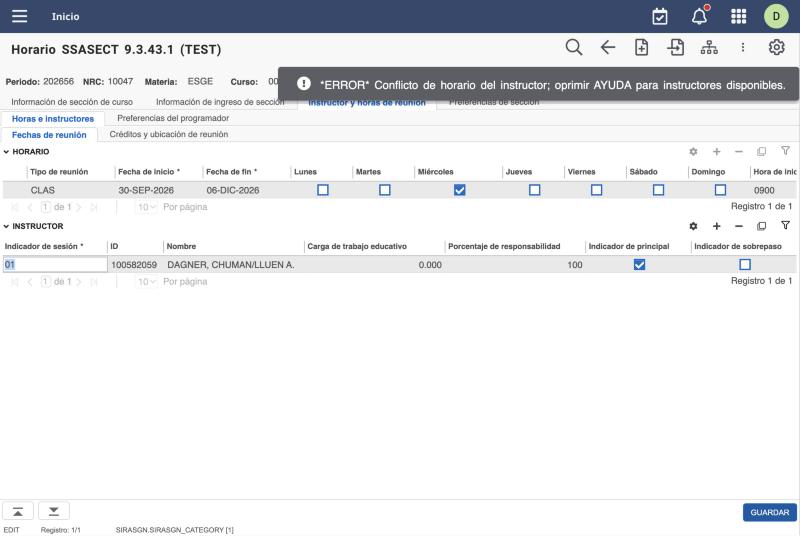 Inicio
D
Horario SSASECT 9.3.43.1 (TEST)
*ERROR* Conflicto de horario del instructor; oprimir AYUDA para instructores disponibles.
Periodo: 202656 NRC: 10047 Materia: ESGE Curso: 00
Información de sección de curso Información de ingreso de sección Instructor y horas de reunión Preferencias de sección
Horas e instructores Preferencias del programador
Fechas de reunión Créditos y ubicación de reunión
HORARIO
Tipo de reunión Fecha de inicio * Fecha de fin * Lunes Martes Miércoles Jueves Viernes Sábado Domingo Hora de inic
CLAS 30-SEP-2026 06-DIC-2026 0900
1 de 1 10 Por página Registro 1 de 1
INSTRUCTOR
Indicador de sesión * ID Nombre Carga de trabajo educativo Porcentaje de responsabilidad Indicador de principal Indicador de sobrepaso
01 100582059 DAGNER, CHUMAN/LLUEN A. 0.000 100
1 de 1 10 Por página Registro 1 de 1
GUARDAR
EDIT Registro: 1/1 SIRASGN.SIRASGN_CATEGORY [1]